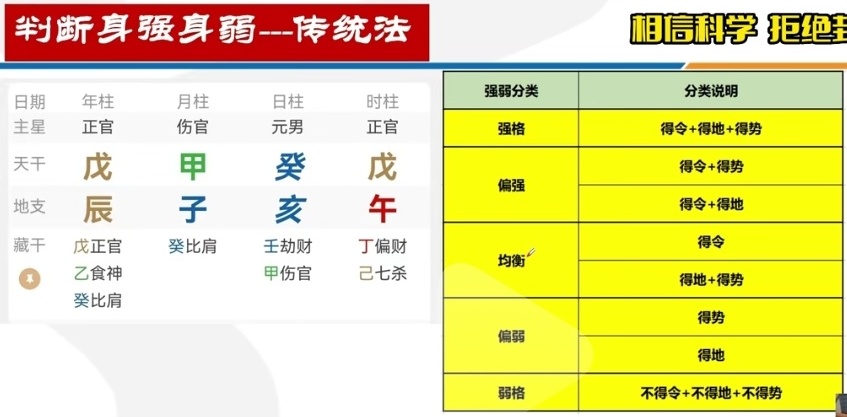 判断身强身弱---传统法
相信科学 拒绝
日期 年柱 月柱 日柱 时柱
主星 正官 伤官 元男 正官
天干 戊 甲 癸 戊
地支 辰 子 亥 午
藏干 戊正官 癸比肩 壬劫财 丁偏财
乙食神 甲伤官 己七杀
癸比肩
强弱分类 分类说明
强格 得令+得地+得势
偏强 得令+得势
得令+得地
均衡 得令
得地+得势
偏弱 得势
得地
弱格 不得令+不得地+不得势